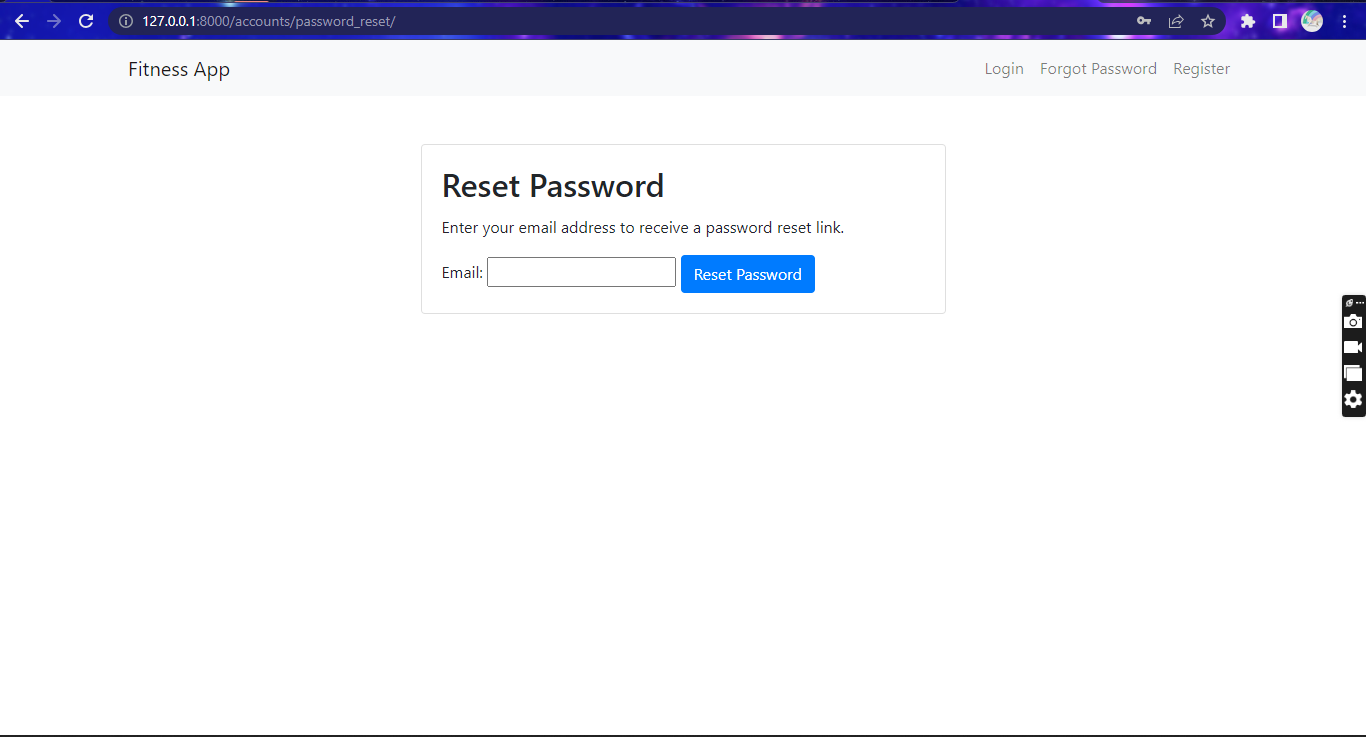 127.0.0.1:8000/accounts/password_reset/
Fitness App Login Forgot Password Register
Reset Password
Enter your email address to receive a password reset link.
Email: Reset Password